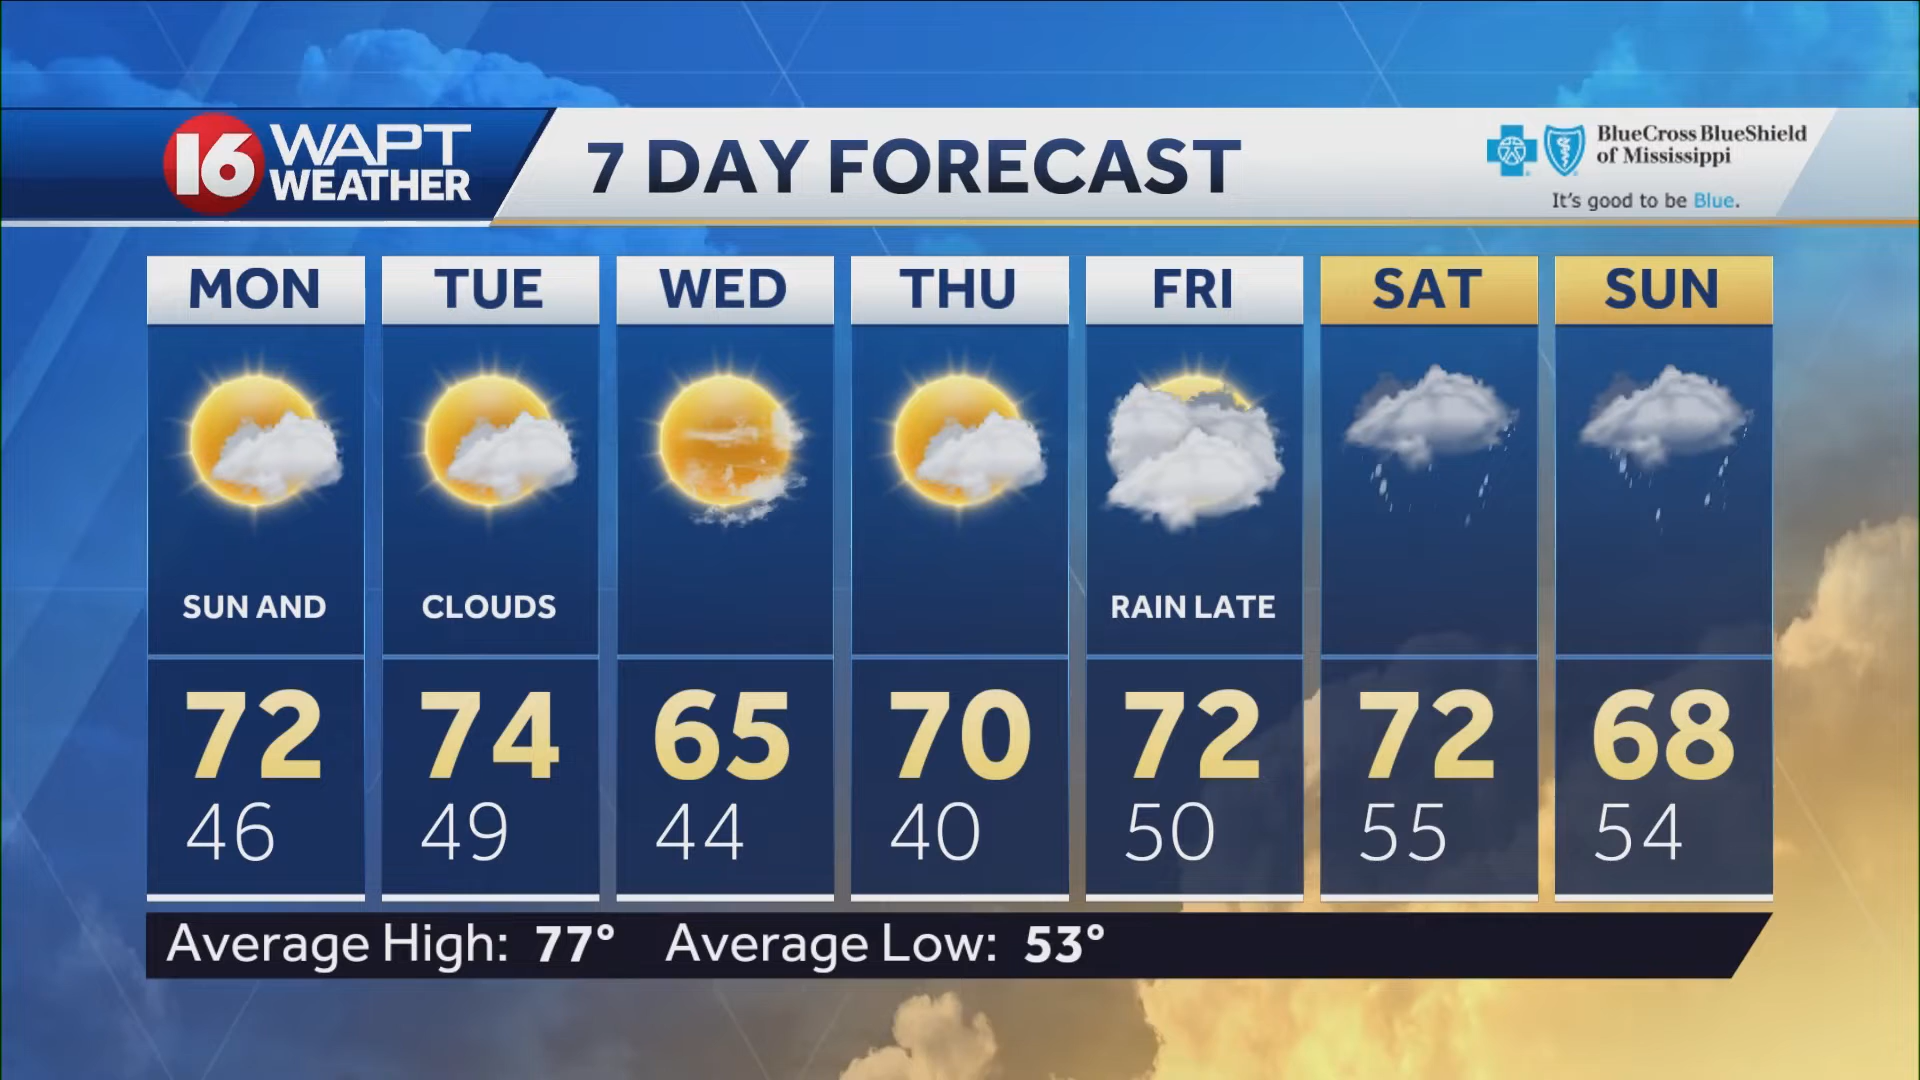 16 WAPT
WEATHER
7 DAY FORECAST
BlueCross BlueShield
of Mississippi
It's good to be Blue.
MON TUE WED THU FRI SAT SUN
SUN AND CLOUDS RAIN LATE
72 74 65 70 72 72 68
46 49 44 40 50 55 54
Average High: 77° Average Low: 53°